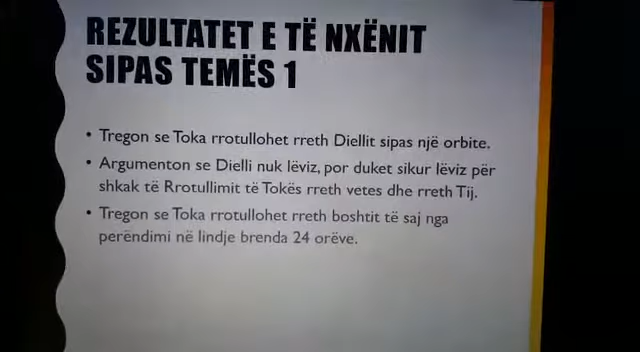 REZULTATET E TË NXËNIT
SIPAS TEMËS 1
• Tregon se Toka rrotullohet rreth Diellit sipas një orbite.
• Argumenton se Dielli nuk lëviz, por duket sikur lëviz për
shkak të Rrotullimit të Tokës rreth vetes dhe rreth Tij.
• Tregon se Toka rrotullohet rreth boshtit të saj nga
perëndimi në lindje brenda 24 orëve.